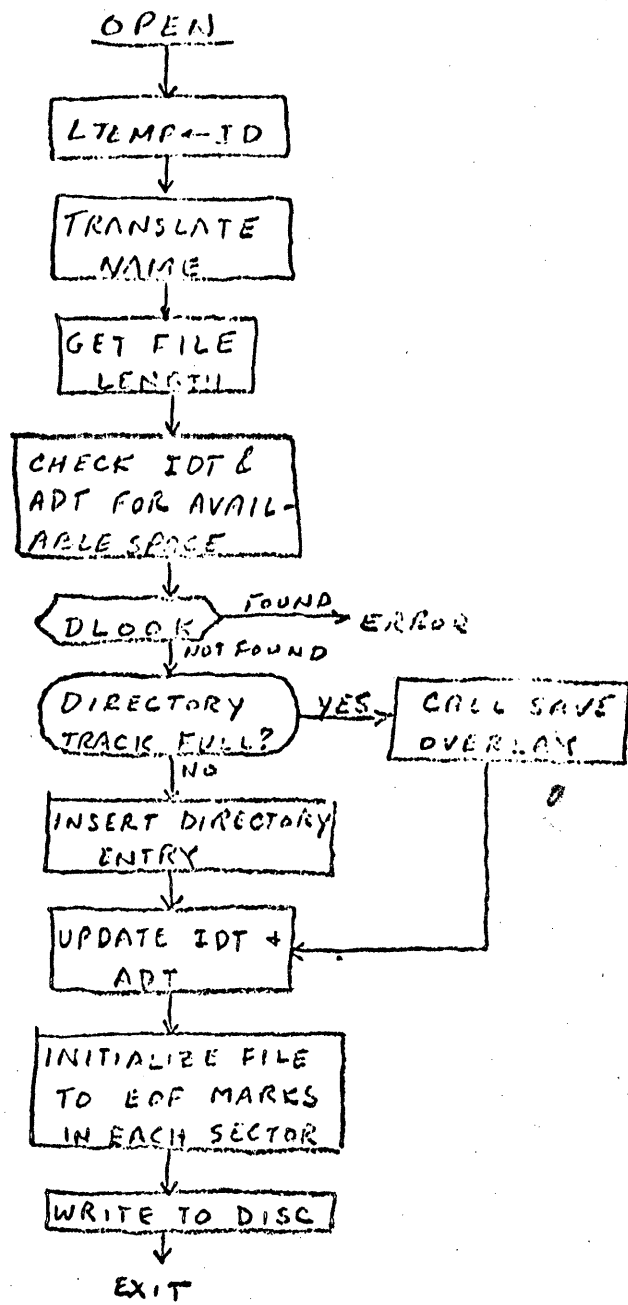 OPEN
LTEMP←ID
TRANSLATE
NAME
GET FILE
LENGTH
CHECK IDT &
ADT FOR AVAIL-
ABLE SPACE
DLOOK
FOUND
ERROR
NOT FOUND
DIRECTORY
TRACK FULL?
YES
CALL SAVE
OVERLAY
NO
INSERT DIRECTORY
ENTRY
UPDATE IDT +
ADT
INITIALIZE FILE
TO EOF MARKS
IN EACH SECTOR
WRITE TO DISC
EXIT